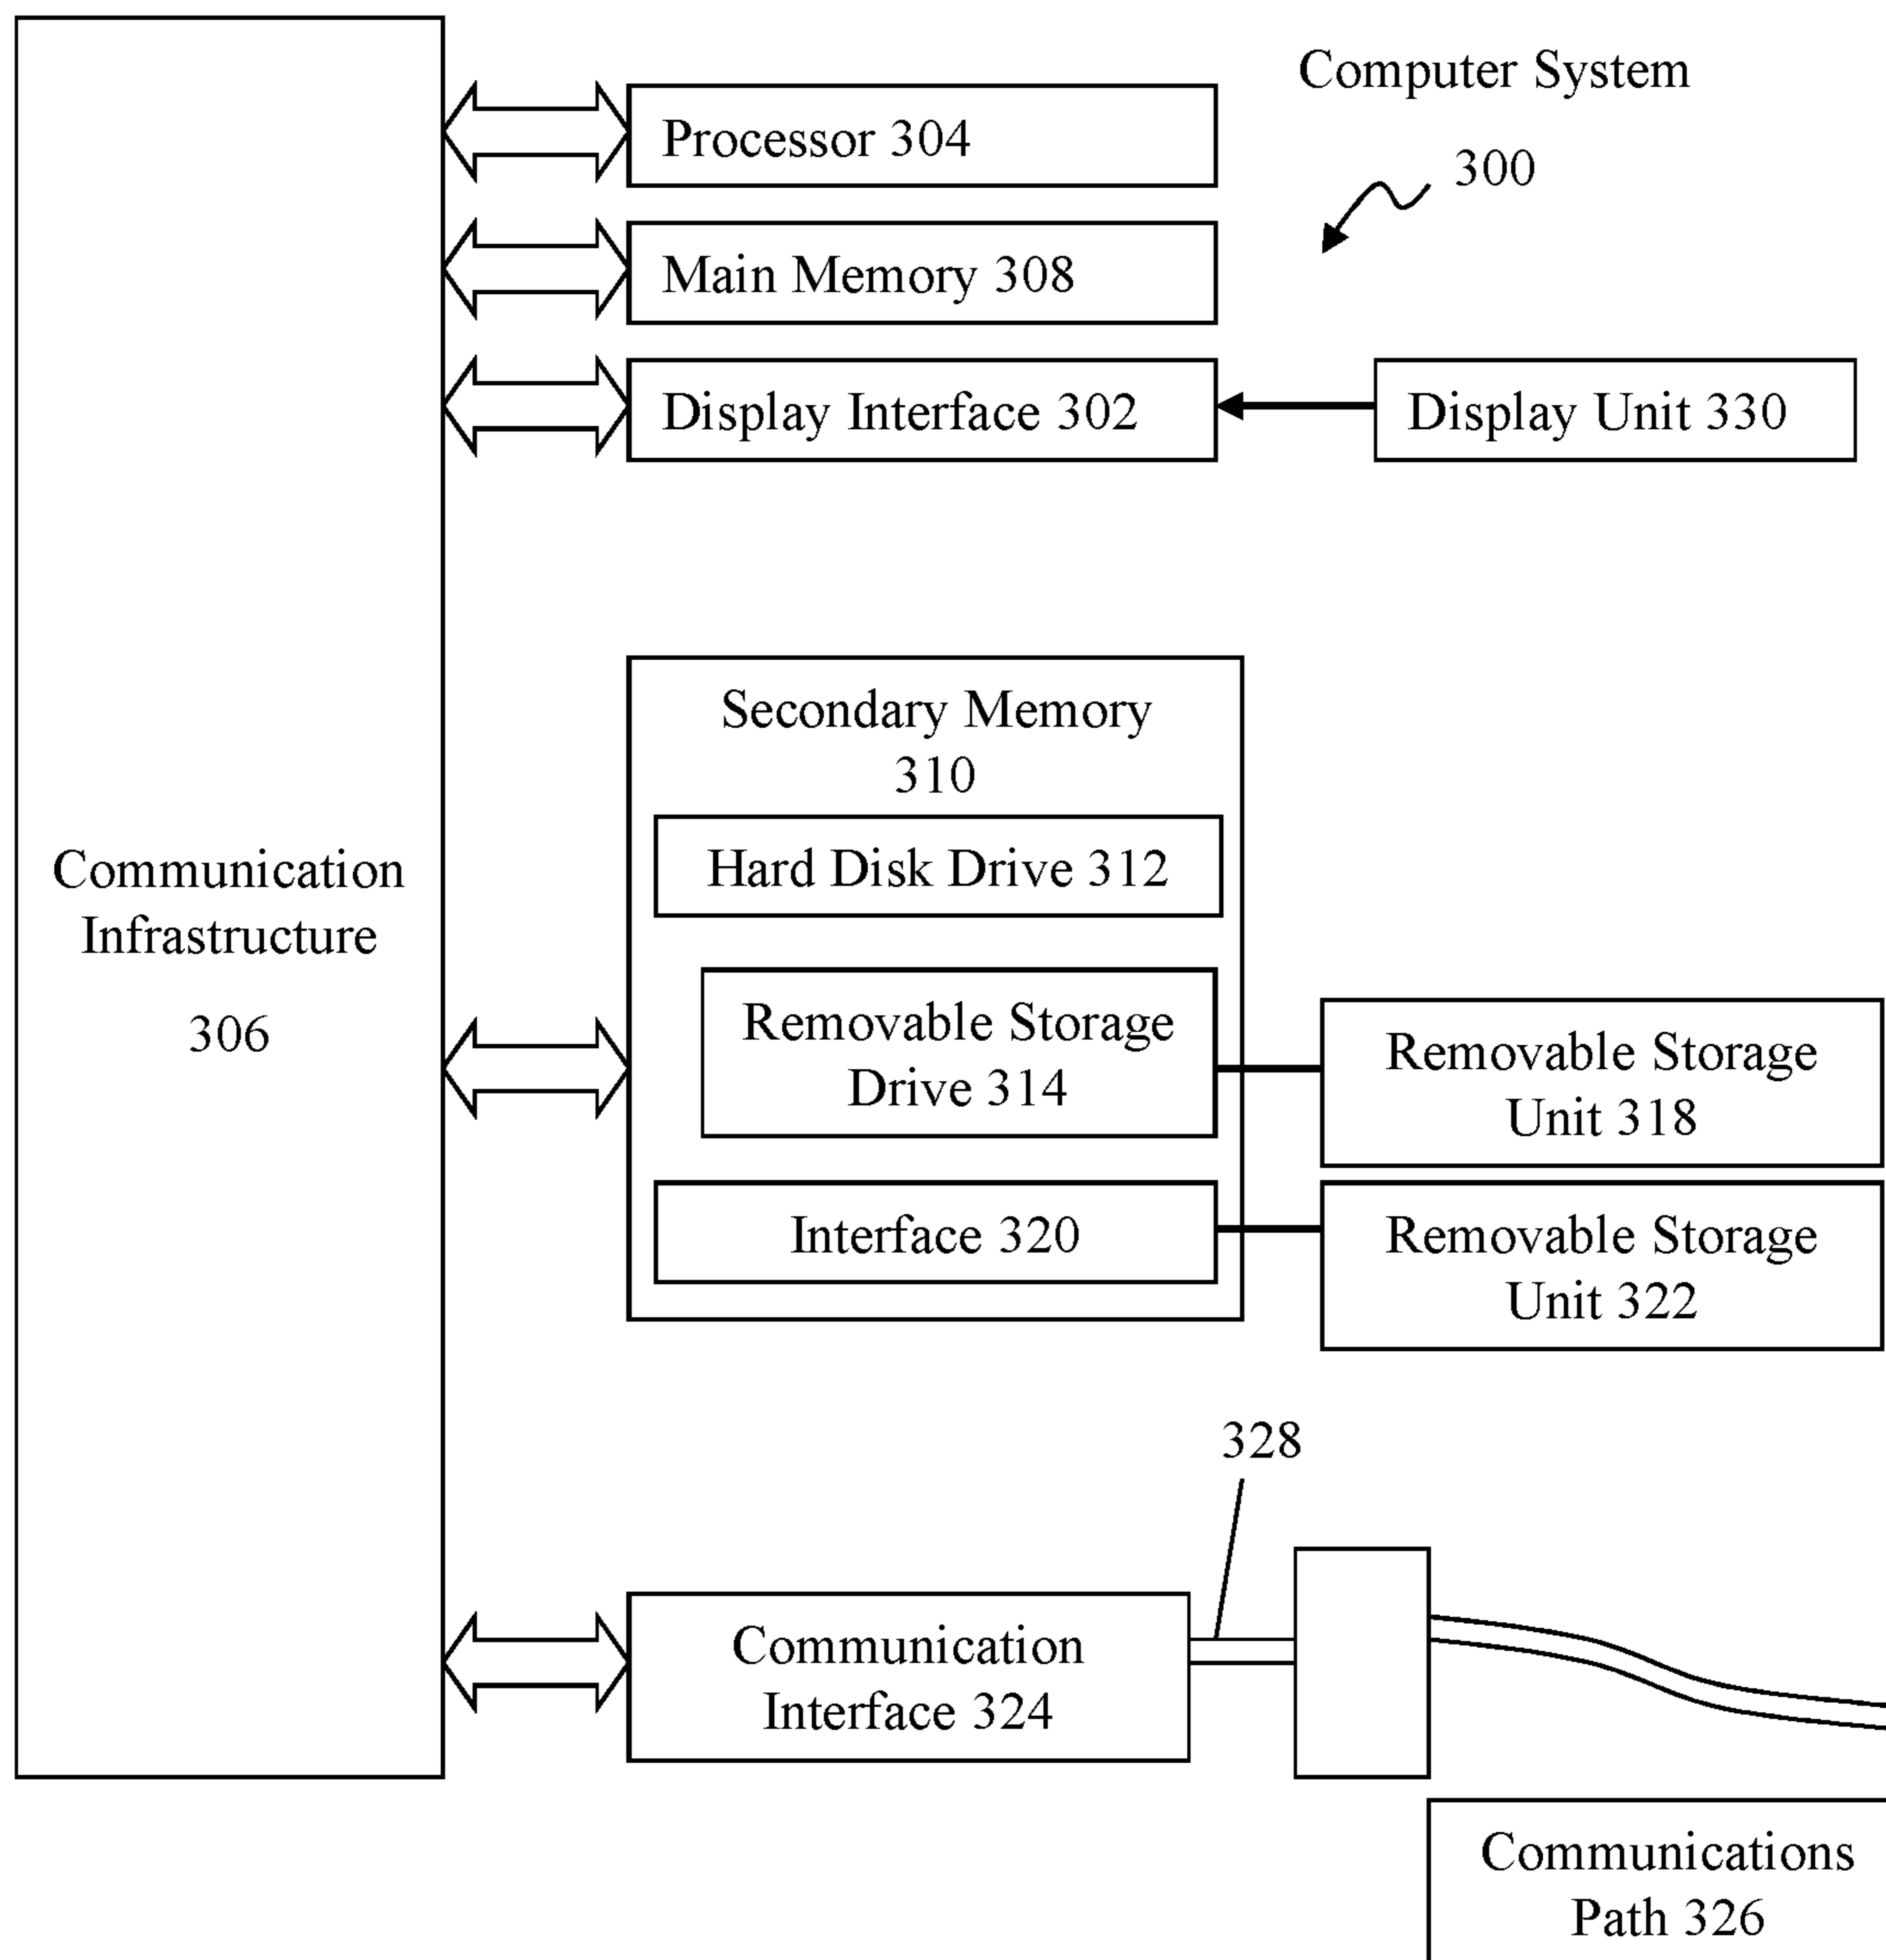 Computer System
300
Processor 304
Main Memory 308
Display Interface 302
Display Unit 330
Communication
Infrastructure
306
Secondary Memory
310
Hard Disk Drive 312
Removable Storage
Drive 314
Removable Storage
Unit 318
Interface 320
Removable Storage
Unit 322
328
Communication
Interface 324
Communications
Path 326